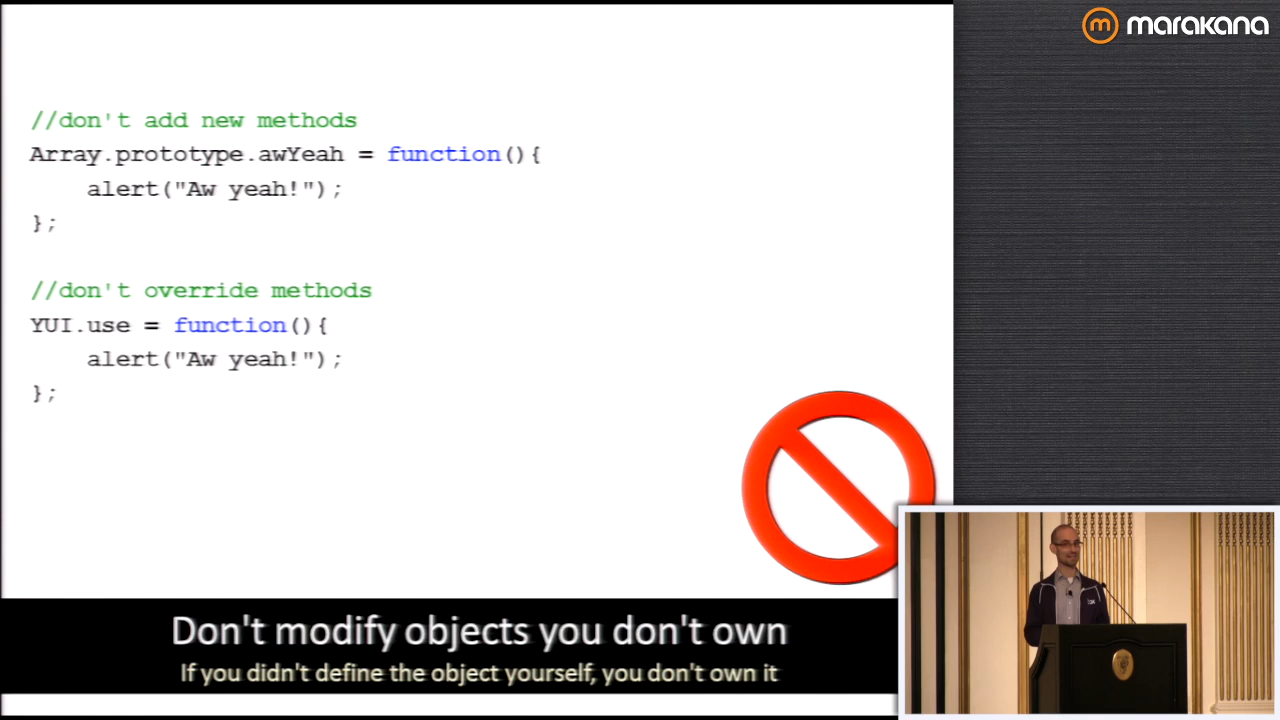 marakana
//don't add new methods
Array.prototype.awYeah = function(){
    alert("Aw yeah!");
};
//don't override methods
YUI.use = function(){
    alert("Aw yeah!");
};
Don't modify objects you don't own
If you didn't define the object yourself, you don't own it